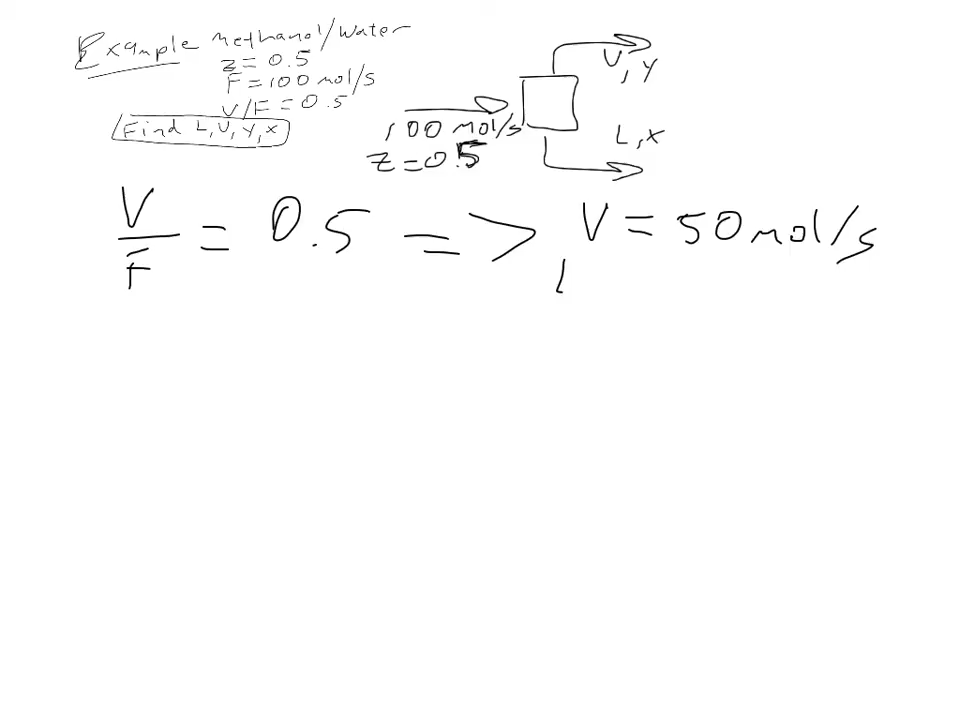 Example Methanol/Water
z = 0.5
F = 100 mol/s
V/F = 0.5
Find L, V, Y, X
V, Y
100 mol/s
z = 0.5
L, X
V/F = 0.5 => V = 50 mol/s
L